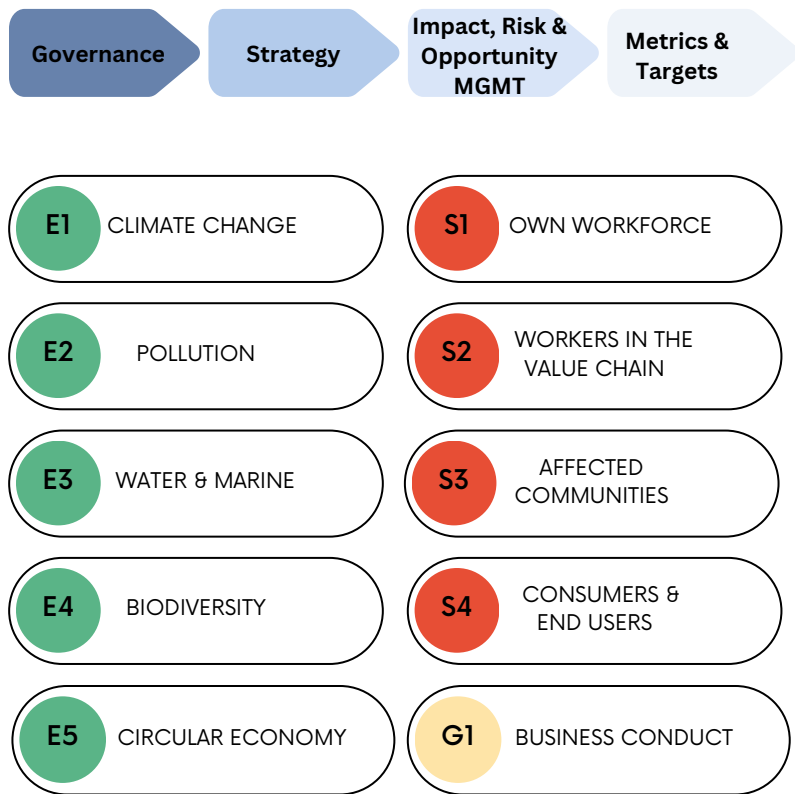 Governance
Strategy
Impact, Risk &
Opportunity
MGMT
Metrics &
Targets
E1 CLIMATE CHANGE
S1 OWN WORKFORCE
E2 POLLUTION
S2 WORKERS IN THE
VALUE CHAIN
E3 WATER & MARINE
S3 AFFECTED
COMMUNITIES
E4 BIODIVERSITY
S4 CONSUMERS &
END USERS
E5 CIRCULAR ECONOMY
G1 BUSINESS CONDUCT